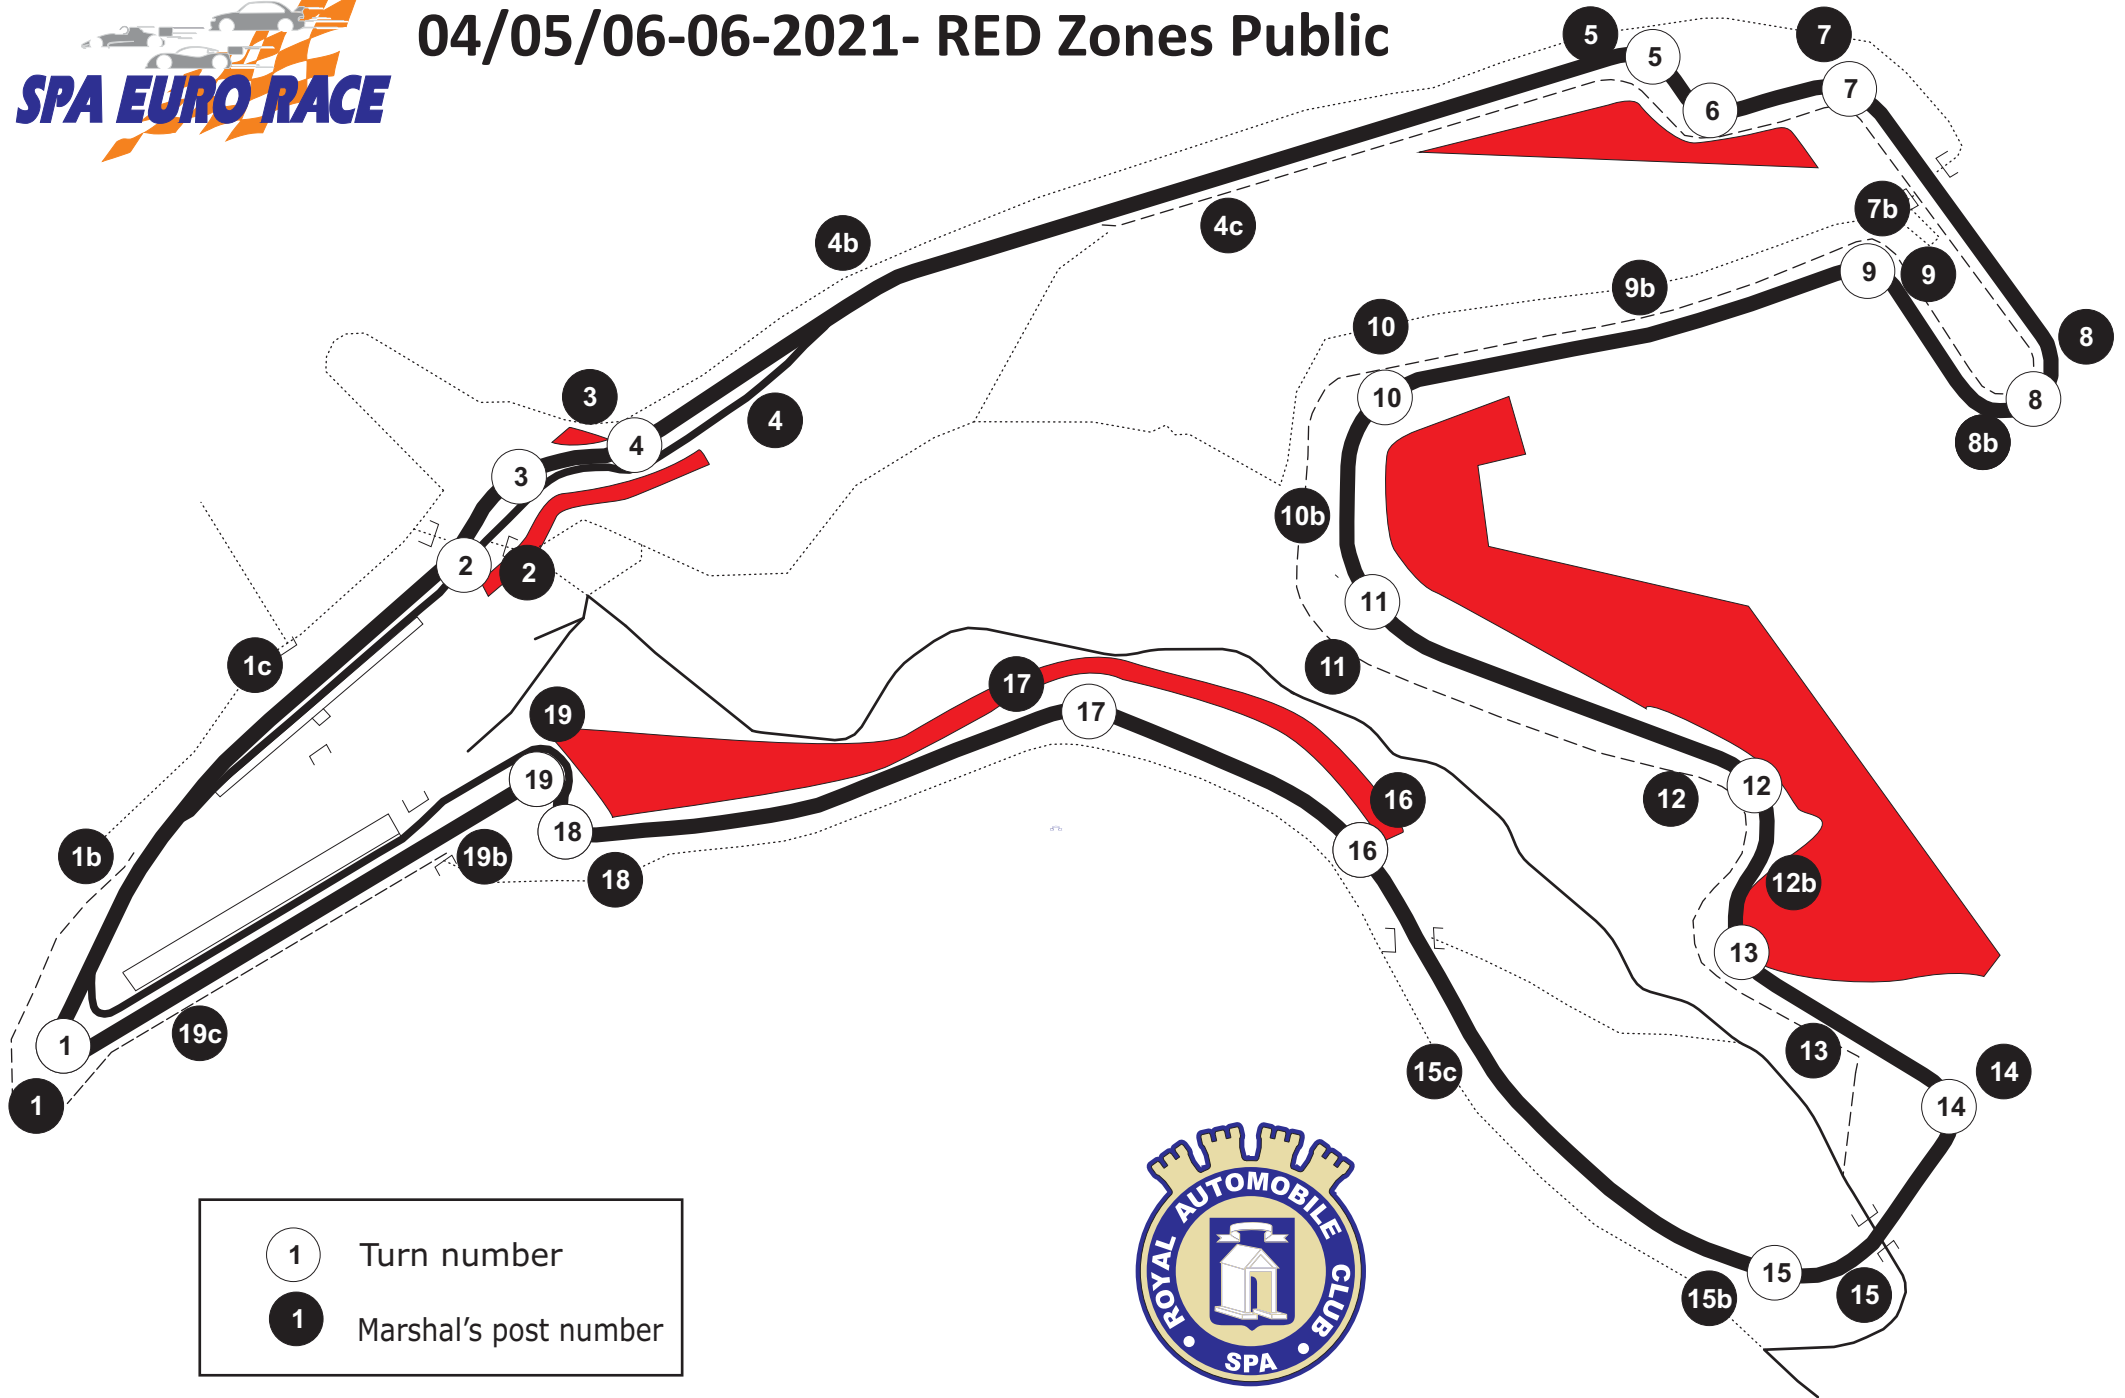 04/05/06-06-2021- RED Zones Public
SPA EURO RACE
5
7
5
7
6
4c
7b
4b
9
9
9b
10
8
3
10
8
4
4
8b
3
10b
2
2
11
1c
11
17
19
17
19
12
12
16
18
16
1b
19b
18
12b
13
19c
1
13
15c
14
1
14
ROYAL AUTOMOBILE CLUB
SPA
15
15
15b
1 Turn number
1 Marshal's post number